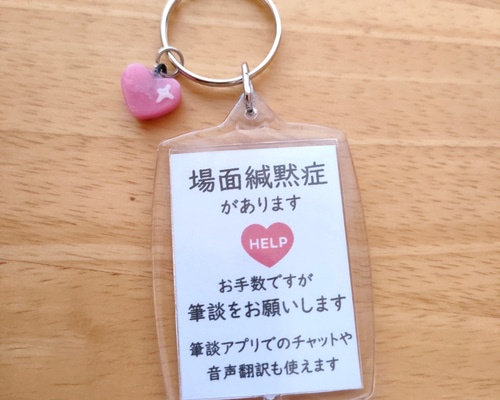 場面緘黙症
があります
HELP
お手数ですが
筆談をお願いします
筆談アプリでのチャットや
音声翻訳も使えます